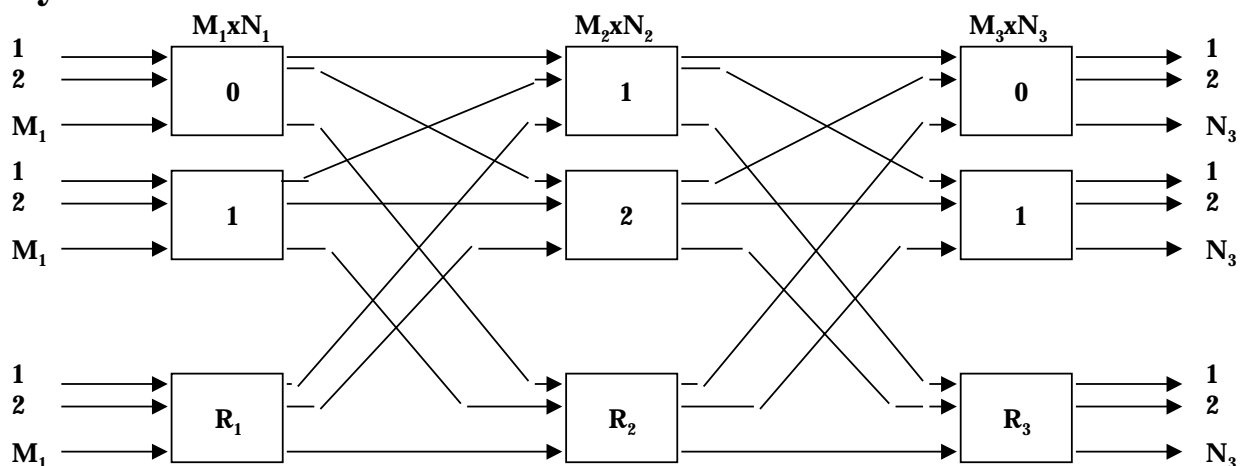 M₁xN₁ M₂xN₂ M₃xN₃
1 1
2 0 1 0 2
M₁ N₃
1 1
2 1 2 1 2
M₁ N₃
1 1
2 R₁ R₂ R₃ 2
M₁ N₃